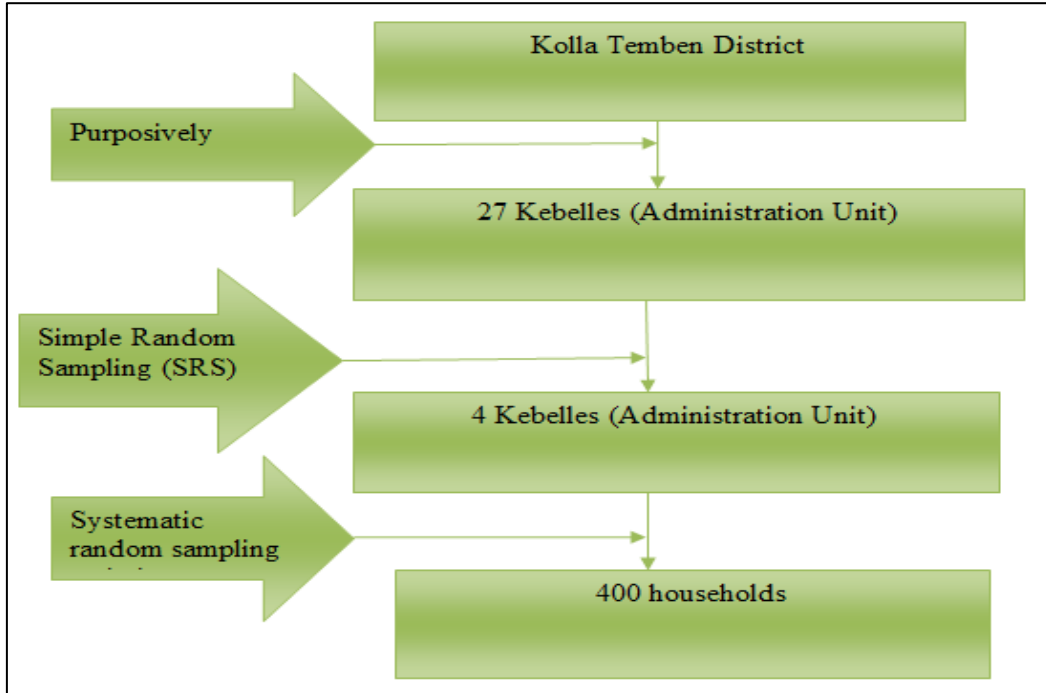 Kolla Temben District
Purposively
27 Kebelles (Administration Unit)
Simple Random
Sampling (SRS)
4 Kebelles (Administration Unit)
Systematic
random sampling
400 households